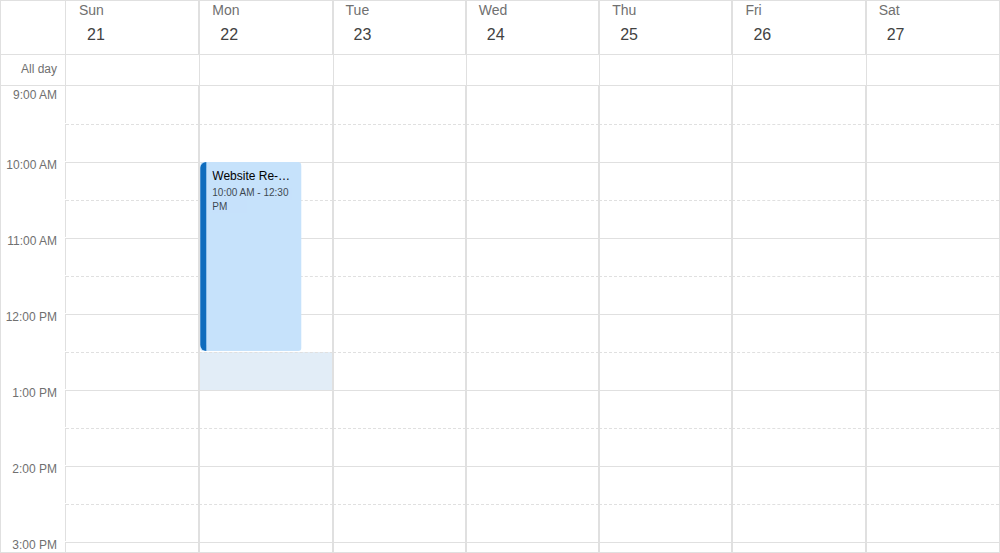 Sun Mon Tue Wed Thu Fri Sat
21 22 23 24 25 26 27
All day
9:00 AM
10:00 AM
Website Re-...
10:00 AM - 12:30
PM
11:00 AM
12:00 PM
1:00 PM
2:00 PM
3:00 PM